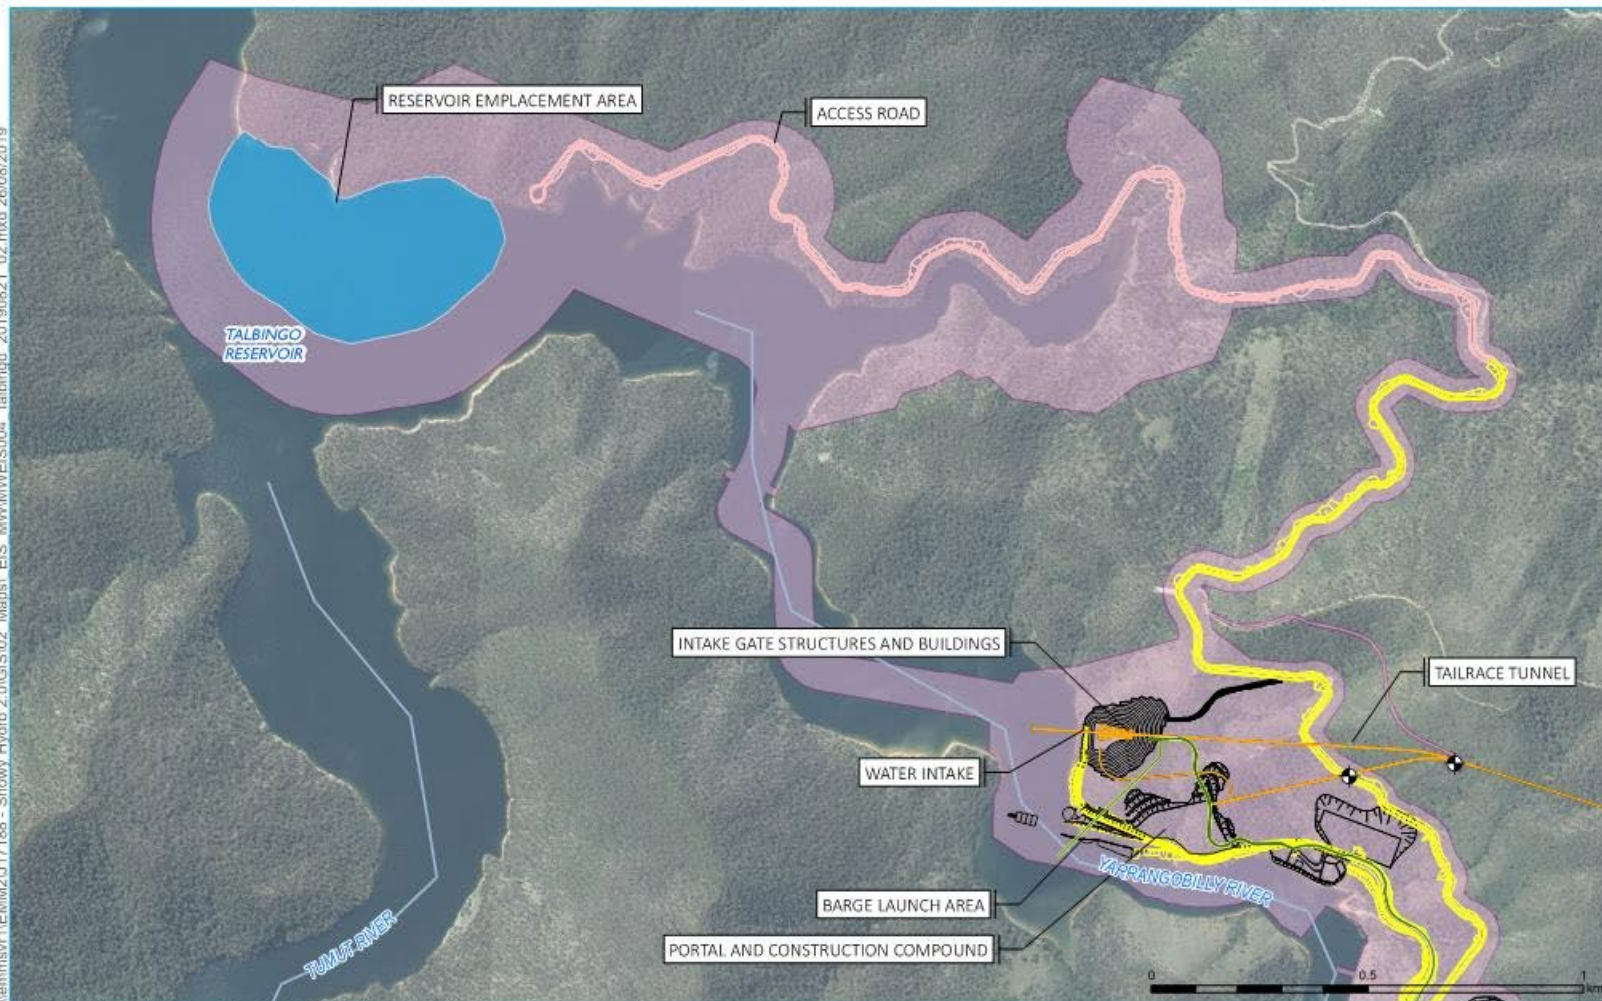 RESERVOIR EMPLACEMENT AREA
ACCESS ROAD
TALBINGO
RESERVOIR
INTAKE GATE STRUCTURES AND BUILDINGS
TAILRACE TUNNEL
WATER INTAKE
YARRANGOBILLY RIVER
BARGE LAUNCH AREA
TUMUT RIVER
PORTAL AND CONSTRUCTION COMPOUND
0 0.5 1
km